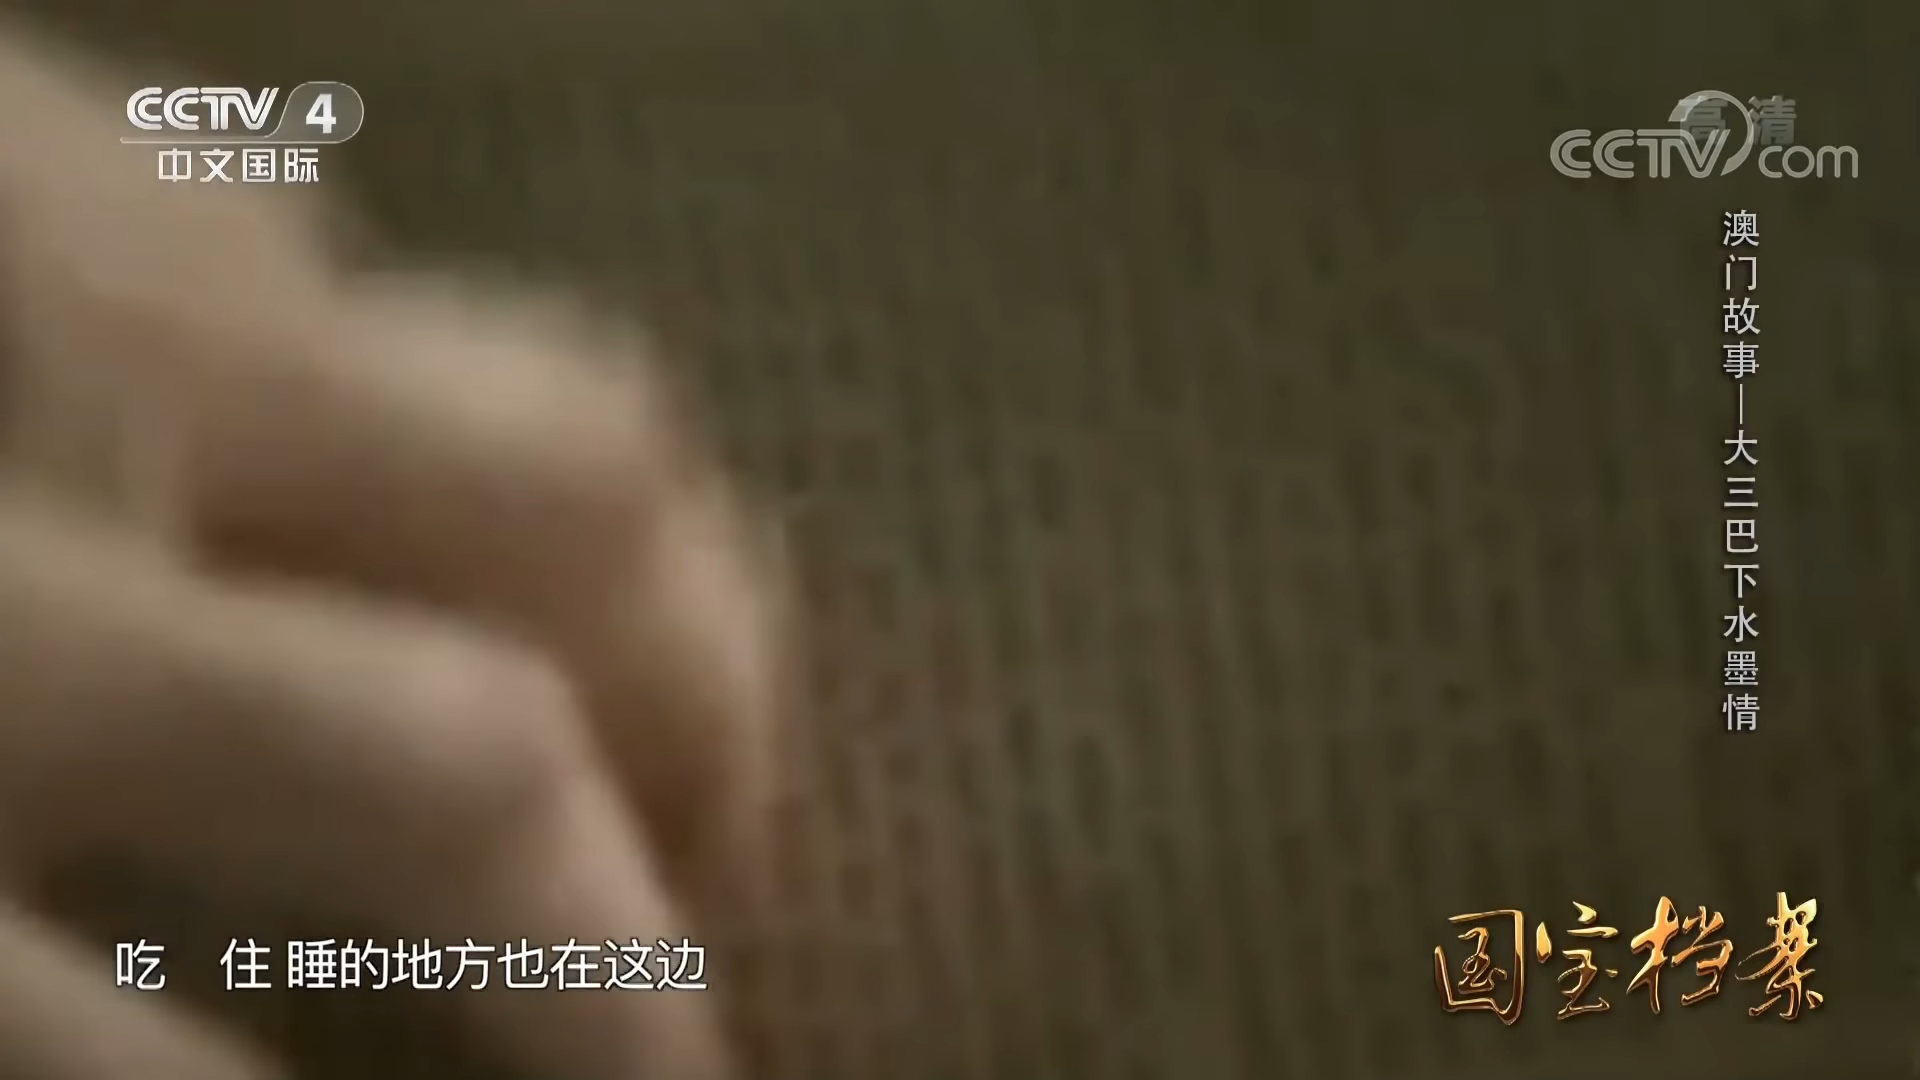 CCTV 4
中文国际
高清
CCTV.com
澳门故事—大三巴下水墨情
吃 住 睡的地方也在这边
国宝档案